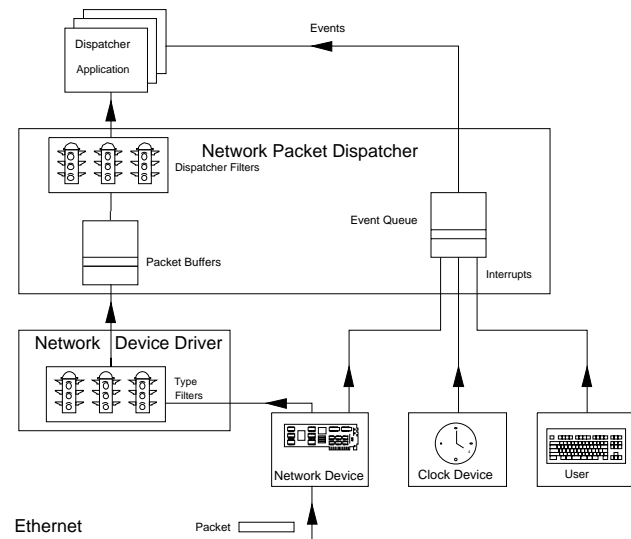 Events
Dispatcher
Application
Network Packet Dispatcher
Dispatcher Filters
Event Queue
Packet Buffers
Interrupts
Network Device Driver
Type
Filters
Network Device
Clock Device
User
Ethernet
Packet